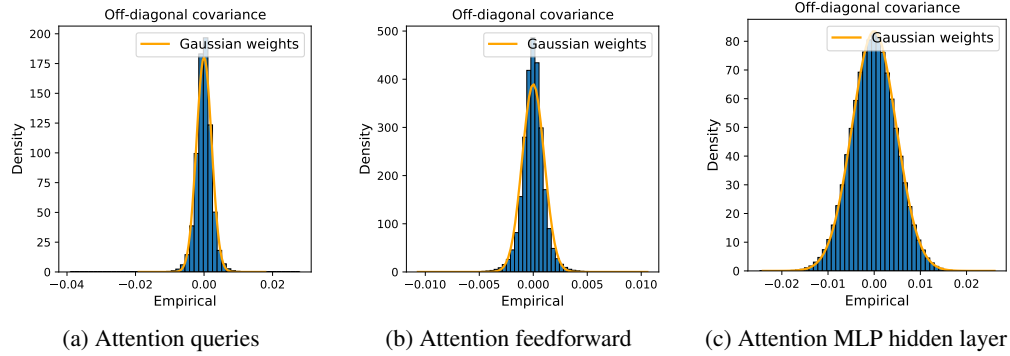 Off-diagonal covariance
Gaussian weights
200
175
150
125
100
75
50
25
0
Density
−0.04 −0.02 0.00 0.02
Empirical
(a) Attention queries
Off-diagonal covariance
Gaussian weights
500
400
300
200
100
0
Density
−0.010 −0.005 0.000 0.005 0.010
Empirical
(b) Attention feedforward
Off-diagonal covariance
Gaussian weights
80
70
60
50
40
30
20
10
0
Density
−0.02 −0.01 0.00 0.01 0.02
Empirical
(c) Attention MLP hidden layer